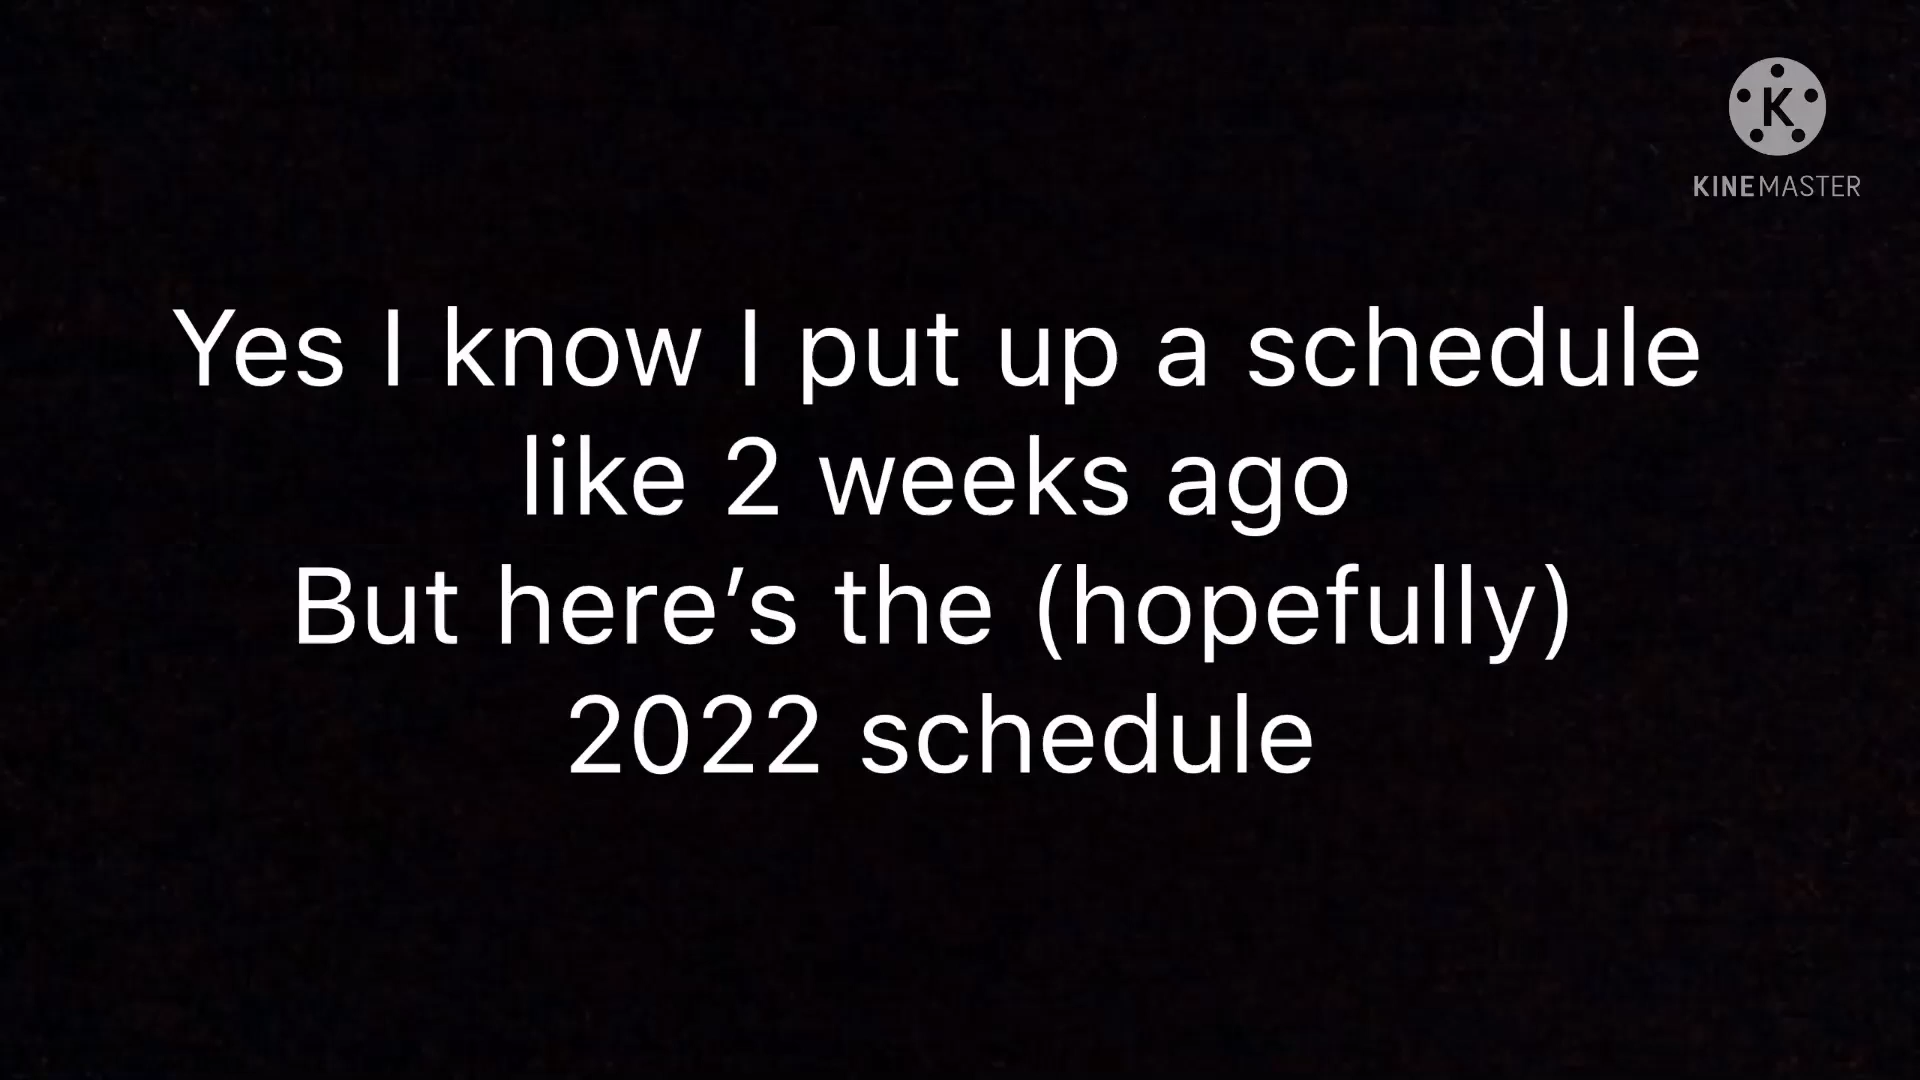 K
KINEMASTER
Yes I know I put up a schedule
like 2 weeks ago
But here’s the (hopefully)
2022 schedule